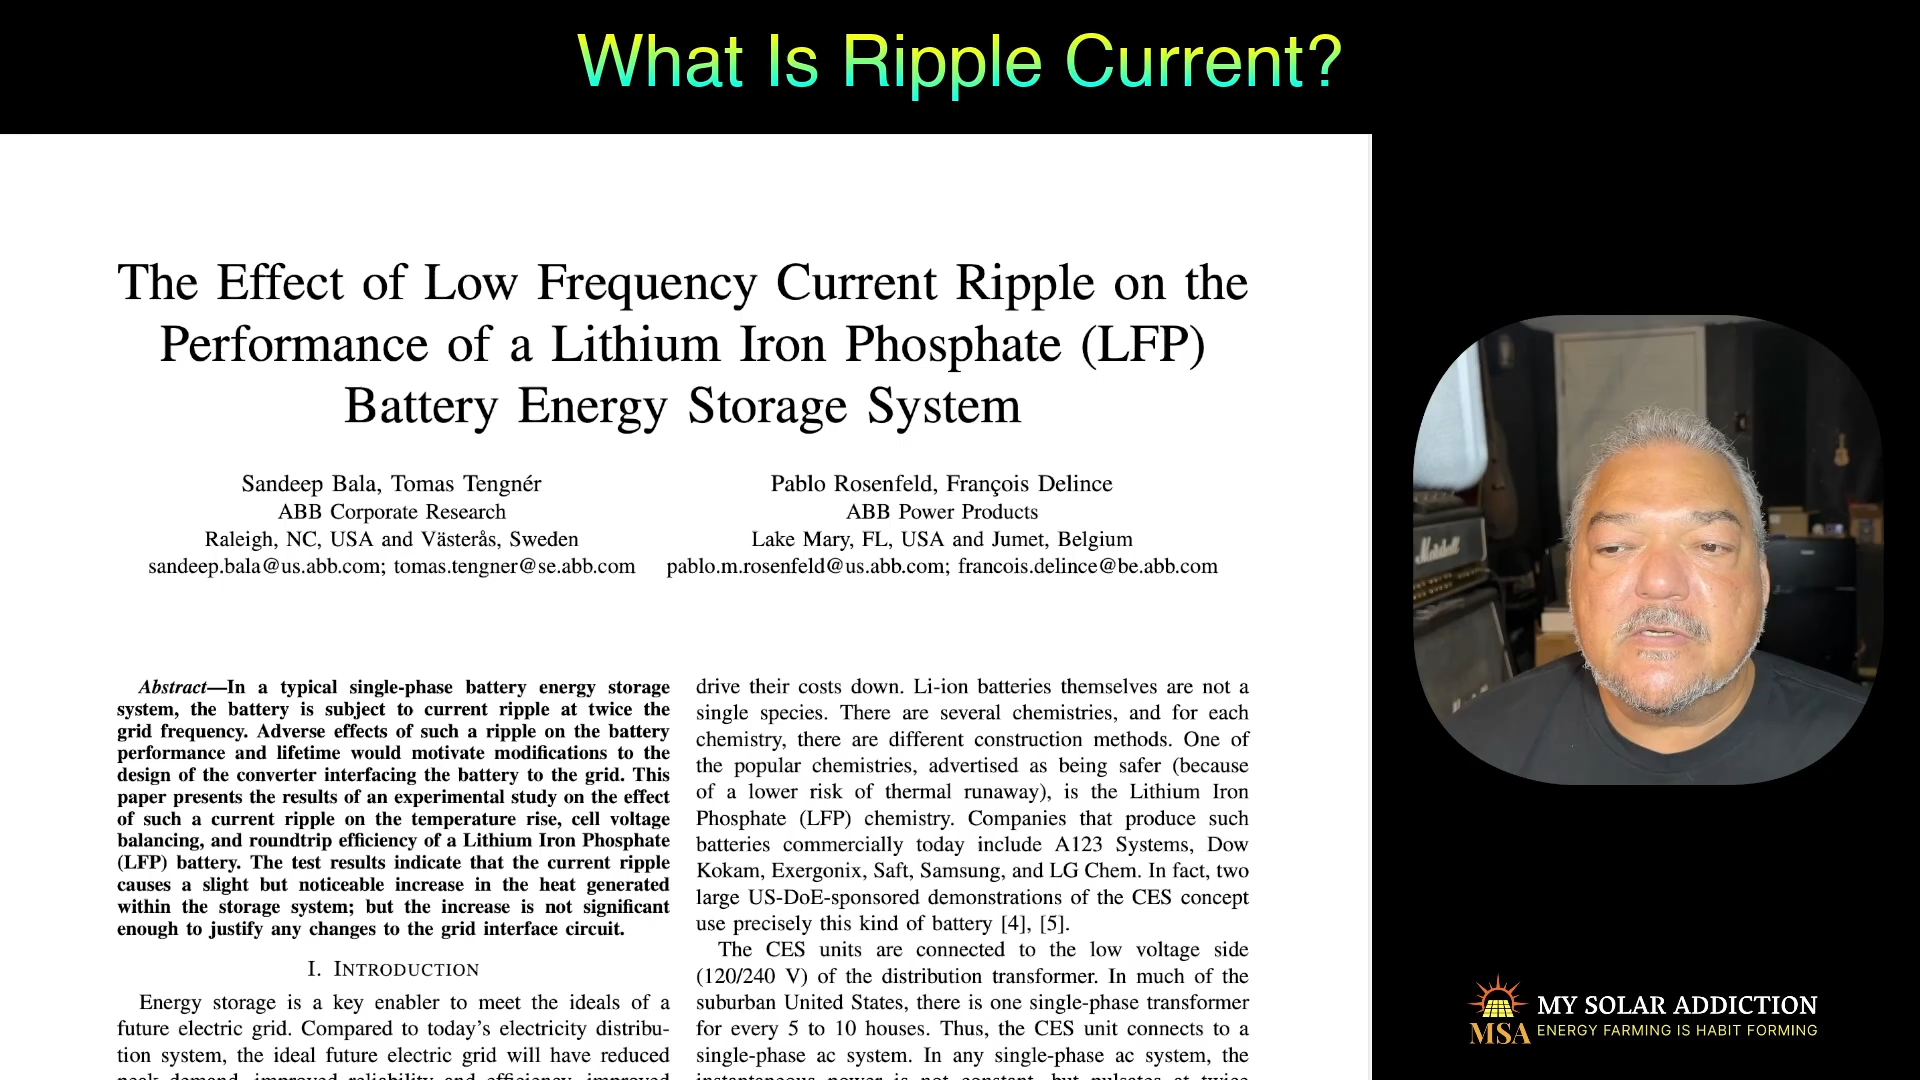 What Is Ripple Current?
The Effect of Low Frequency Current Ripple on the
Performance of a Lithium Iron Phosphate (LFP)
Battery Energy Storage System
Sandeep Bala, Tomas Tengnér
ABB Corporate Research
Raleigh, NC, USA and Västerås, Sweden
sandeep.bala@us.abb.com; tomas.tengner@se.abb.com
Pablo Rosenfeld, François Delince
ABB Power Products
Lake Mary, FL, USA and Jumet, Belgium
pablo.m.rosenfeld@us.abb.com; francois.delince@be.abb.com
Abstract—In a typical single-phase battery energy storage
system, the battery is subject to current ripple at twice the
grid frequency. Adverse effects of such a ripple on the battery
performance and lifetime would motivate modifications to the
design of the converter interfacing the battery to the grid. This
paper presents the results of an experimental study on the effect
of such a current ripple on the temperature rise, cell voltage
balancing, and roundtrip efficiency of a Lithium Iron Phosphate
(LFP) battery. The test results indicate that the current ripple
causes a slight but noticeable increase in the heat generated
within the storage system; but the increase is not significant
enough to justify any changes to the grid interface circuit.
I. INTRODUCTION
Energy storage is a key enabler to meet the ideals of a
future electric grid. Compared to today's electricity distribu-
tion system, the ideal future electric grid will have reduced
peak demand, improved reliability and efficiency, improved
drive their costs down. Li-ion batteries themselves are not a
single species. There are several chemistries, and for each
chemistry, there are different construction methods. One of
the popular chemistries, advertised as being safer (because
of a lower risk of thermal runaway), is the Lithium Iron
Phosphate (LFP) chemistry. Companies that produce such
batteries commercially today include A123 Systems, Dow
Kokam, Exergonix, Saft, Samsung, and LG Chem. In fact, two
large US-DoE-sponsored demonstrations of the CES concept
use precisely this kind of battery [4], [5].
The CES units are connected to the low voltage side
(120/240 V) of the distribution transformer. In much of the
suburban United States, there is one single-phase transformer
for every 5 to 10 houses. Thus, the CES unit connects to a
single-phase ac system. In any single-phase ac system, the
instantaneous power is not constant, but pulsates at twice
Marshall
MSA
MY SOLAR ADDICTION
ENERGY FARMING IS HABIT FORMING